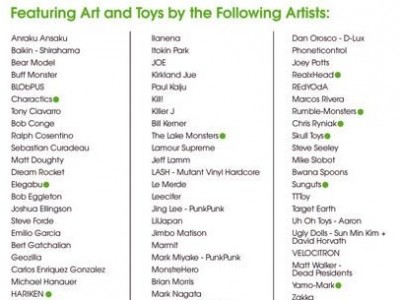 Featuring Art and Toys by the Following Artists:
Anraku Ansaku
Baikin - Shirahama
Bear Model
Buff Monster
BLObPUS
Charactics
Tony Ciavarro
Bob Conge
Ralph Cosentino
Sebastian Curadeau
Matt Doughty
Dream Rocket
Elegabu
Bob Eggleton
Joshua Ellingson
Steve Forde
Emilio Garcia
Bert Gatchalian
Geozilla
Carlos Enriquez Gonzalez
Michael Hanauer
HARIKEN
Ilanena
Itokin Park
JOE
Kirkland Jue
Paul Kaiju
Kill!
Killer J
Bill Kerner
The Lake Monsters
Lamour Supreme
Jeff Lamm
LASH - Mutant Vinyl Hardcore
Le Merde
Leecifer
Jing Lee - PunkPunk
LiLJapan
Jimbo Matison
Marmit
Mark Miyake - PunkPunk
MonstreHero
Brian Morris
Mark Nagata
Dan Orosco - D-Lux
Phoneticontrol
Joey Potts
RealxHead
REdYOdA
Marcos Rivera
Rumble-Monsters
Chris Ryniak
Skull Toys
Steve Seeley
Mike Slobot
Bwana Spoons
Sunguts
TTToy
Target Earth
Uh Oh Toys - Aaron
Ugly Dolls - Sun Min Kim +
David Horvath
VELOCITRON
Matt Walker -
Dead Presidents
Yamo-Mark
Zakka